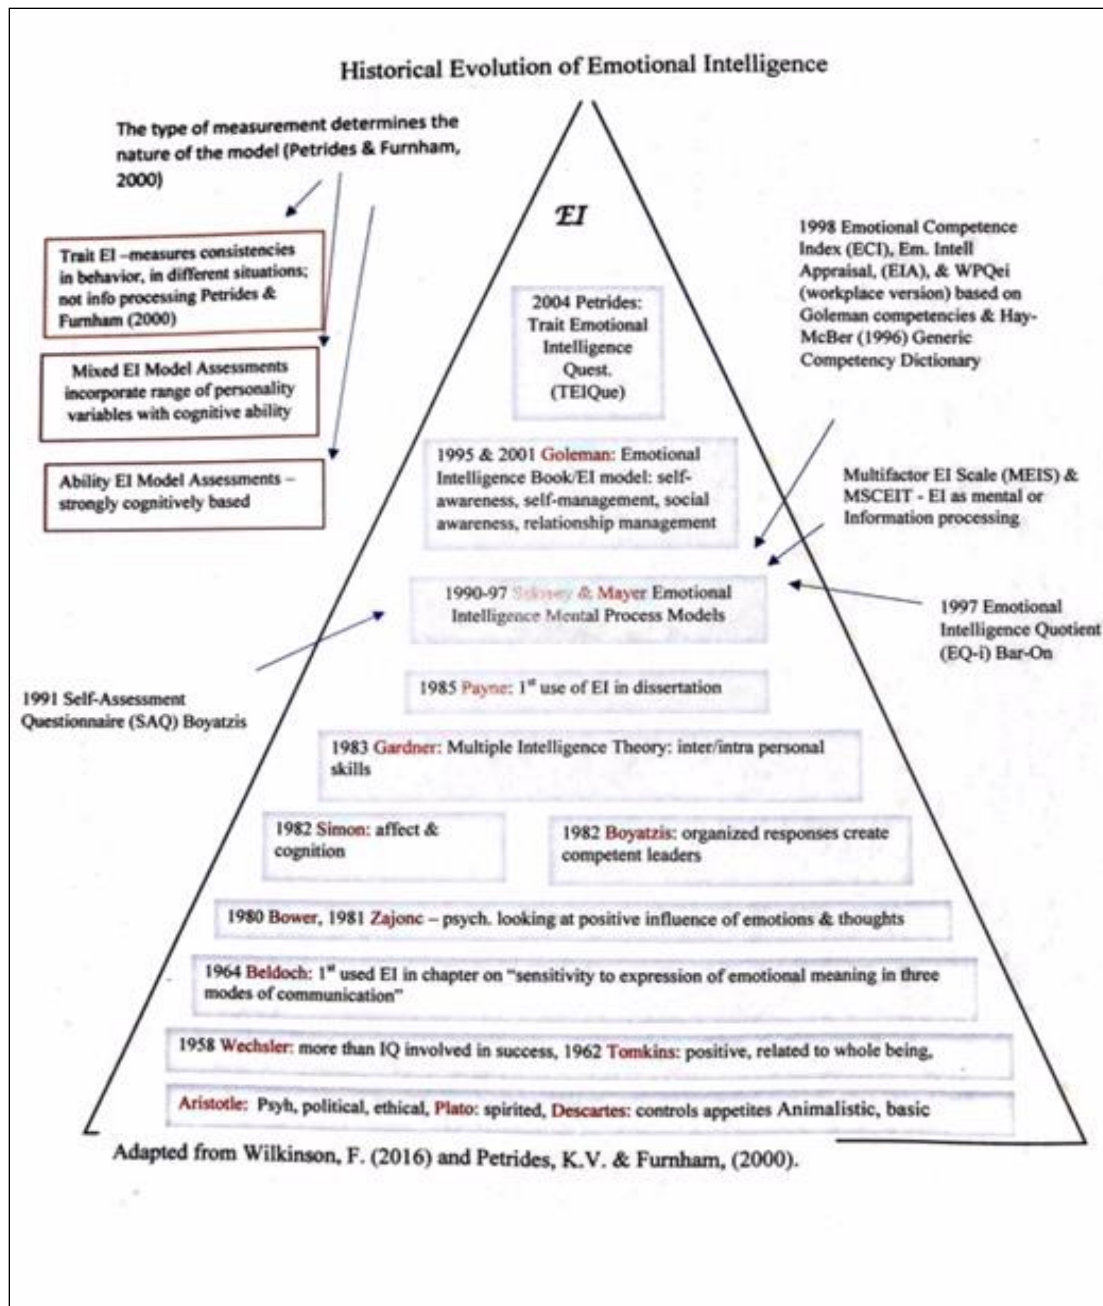 Historical Evolution of Emotional Intelligence
The type of measurement determines the
nature of the model (Petrides & Furnham,
2000)
Trait EI –measures consistencies
in behavior, in different situations;
not info processing Petrides &
Furnham (2000)
Mixed EI Model Assessments
incorporate range of personality
variables with cognitive ability
Ability EI Model Assessments –
strongly cognitively based
EI
2004 Petrides:
Trait Emotional
Intelligence
Quest.
(TEIQue)
1998 Emotional Competence
Index (ECI), Em. Intell
Appraisal, (EIA), & WPQei
(workplace version) based on
Goleman competencies & Hay-
McBer (1996) Generic
Competency Dictionary
1995 & 2001 Goleman: Emotional
Intelligence Book/EI model: self-
awareness, self-management, social
awareness, relationship management
Multifactor EI Scale (MEIS) &
MSCEIT - EI as mental or
Information processing
1990-97 & Mayer Emotional
Intelligence Mental Process Models
1997 Emotional
Intelligence Quotient
(EQ-i) Bar-On
1991 Self-Assessment
Questionnaire (SAQ) Boyatzis
1985 Payne: 1st use of EI in dissertation
1983 Gardner: Multiple Intelligence Theory: inter/intra personal
skills
1982 Simon: affect &
cognition
1982 Boyatzis: organized responses create
competent leaders
1980 Bower, 1981 Zajonc – psych. looking at positive influence of emotions & thoughts
1964 Beldoch: 1st used EI in chapter on “sensitivity to expression of emotional meaning in three
modes of communication”
1958 Wechsler: more than IQ involved in success, 1962 Tomkins: positive, related to whole being,
Aristotle: Psyh, political, ethical, Plato: spirited, Descartes: controls appetites Animalistic, basic
Adapted from Wilkinson, F. (2016) and Petrides, K.V. & Furnham, (2000).